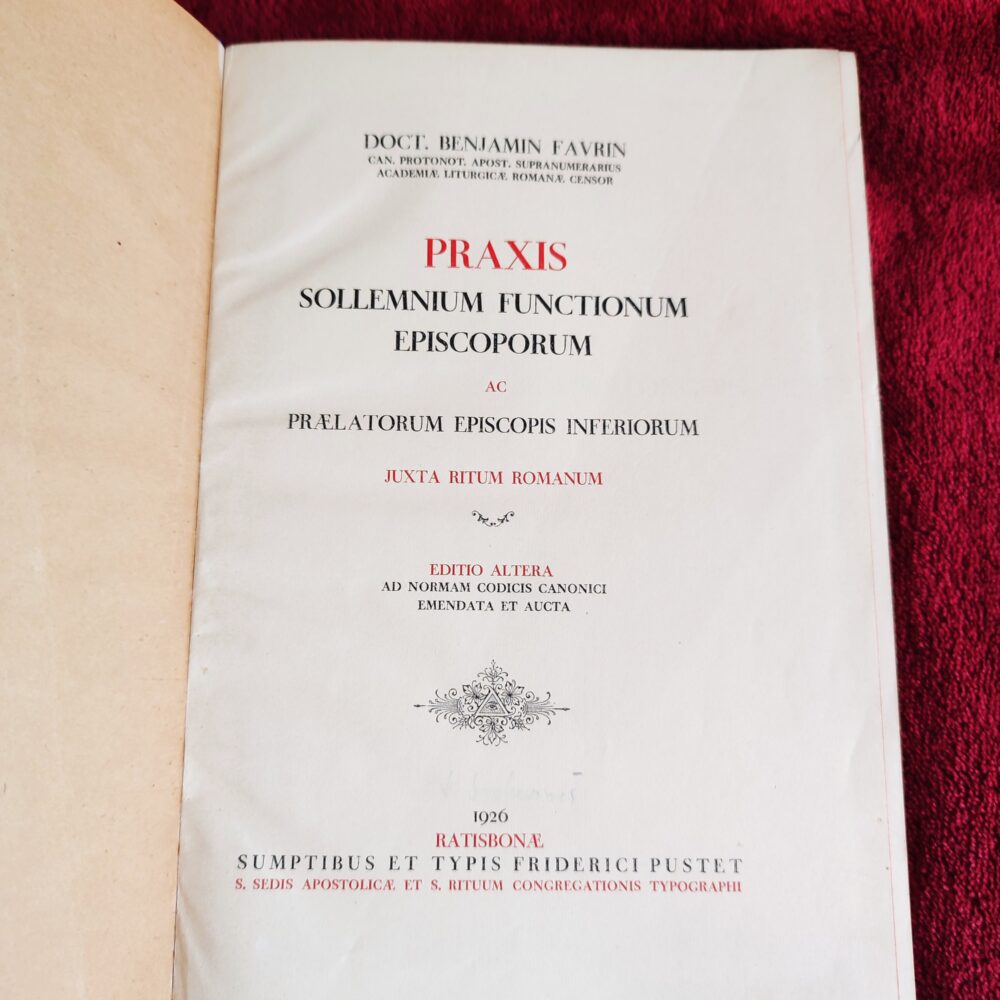 DOCT. BENJAMIN FAVRIN
CAN. PROTONOT. APOST. SUPRANUMERARIUS
ACADEMIÆ LITURGICÆ ROMANÆ CENSOR
PRAXIS
SOLLEMNIUM FUNCTIONUM
EPISCOPORUM
AC
PRÆLATORUM EPISCOPIS INFERIORUM
JUXTA RITUM ROMANUM
EDITIO ALTERA
AD NORMAM CODICIS CANONICI
EMENDATA ET AUCTA
1926
RATISBONÆ
SUMPTIBUS ET TYPIS FRIDERICI PUSTET
S. SEDIS APOSTOLICÆ ET S. RITUUM CONGREGATIONIS TYPOGRAPHI